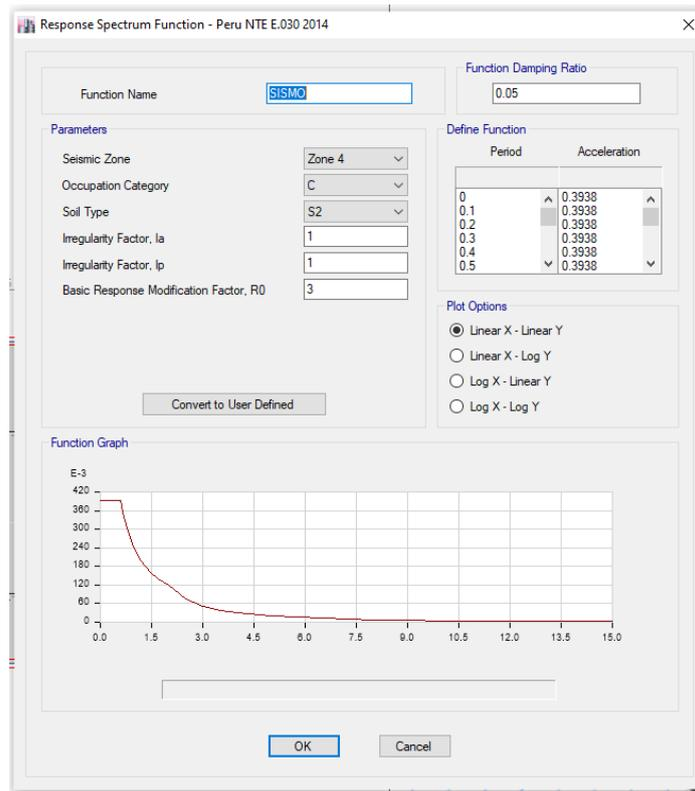 Response Spectrum Function - Peru NTE E.030 2014
Function Name
SISMO
Function Damping Ratio
0.05
Parameters
Seismic Zone
Zone 4
Occupation Category
C
Soil Type
S2
Irregularity Factor, Ia
1
Irregularity Factor, Ip
1
Basic Response Modification Factor, R0
3
Convert to User Defined
Define Function
Period Acceleration
0 0.3938
0.1 0.3938
0.2 0.3938
0.3 0.3938
0.4 0.3938
0.5 0.3938
Plot Options
Linear X - Linear Y
Linear X - Log Y
Log X - Linear Y
Log X - Log Y
Function Graph
E-3
420
360
300
240
180
120
60
0
0.0 1.5 3.0 4.5 6.0 7.5 9.0 10.5 12.0 13.5 15.0
OK Cancel